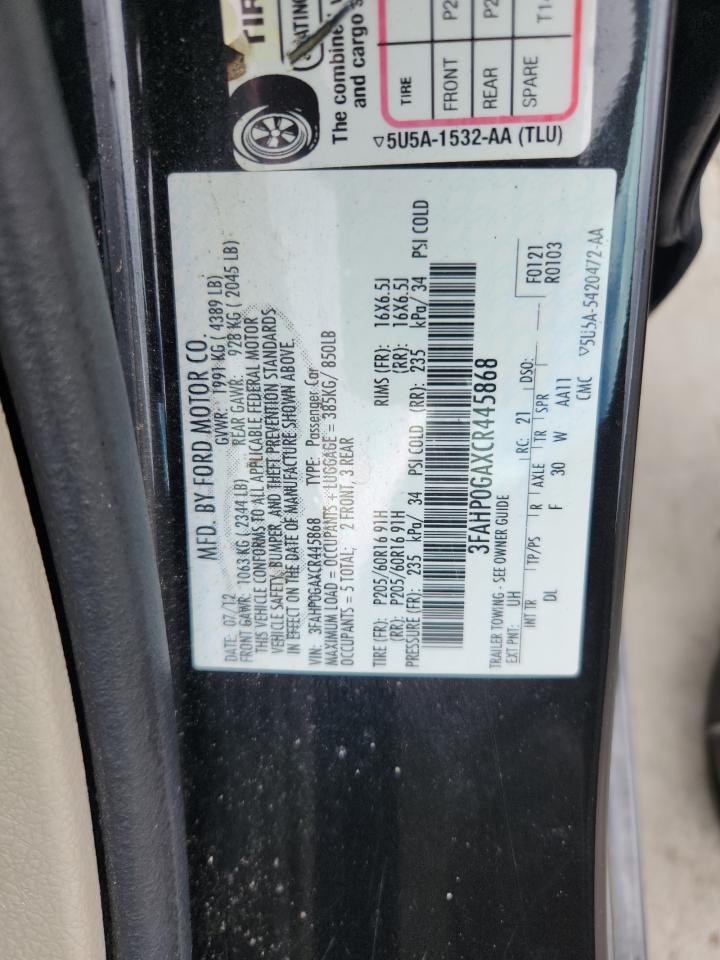 TIR
The combine
and cargo s
TIRE
FRONT P2
REAR P2
SPARE T1
▽5U5A-1532-AA (TLU)
MFD. BY FORD MOTOR CO.
DATE: 07/12 GVWR: 1991 KG ( 4389 LB)
FRONT GAWR: 1063 KG ( 2344 LB) REAR GAWR: 928 KG ( 2045 LB)
THIS VEHICLE CONFORMS TO ALL APPLICABLE FEDERAL MOTOR
VEHICLE SAFETY, BUMPER, AND THEFT PREVENTION STANDARDS
IN EFFECT ON THE DATE OF MANUFACTURE SHOWN ABOVE.
VIN: 3FAHP0GAXCR445868 TYPE: Passenger Car
MAXIMUM LOAD = OCCUPANTS + LUGGAGE = 385KG/ 850LB
OCCUPANTS = 5 TOTAL; 2 FRONT, 3 REAR
TIRE (FR): P205/60R16 91H RIMS (FR): 16X6.5J
(RR): P205/60R16 91H (RR): 16X6.5J
PRESSURE (FR): 235 kPa/ 34 PSI COLD (RR): 235 kPa/ 34 PSI COLD
3FAHP0GAXCR445868
TRAILER TOWING - SEE OWNER GUIDE
EXT PNT: UH RC: 21 DSO: F0121
INT TR TP/PS R AXLE TR SPR R0103
DL F 30 W AA11
CMC ▽5U5A-5420472-AA